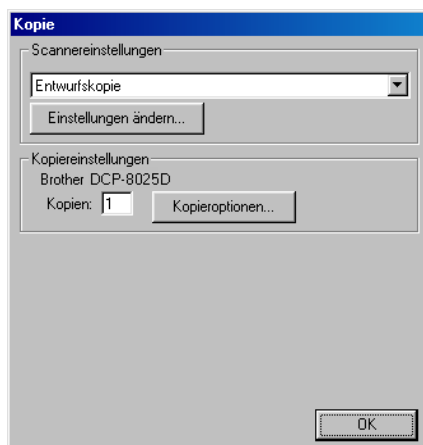 Kopie
Scannereinstellungen
Entwurfskopie
Einstellungen ändern...
Kopiereinstellungen
Brother DCP-8025D
Kopien: 1
Kopieroptionen...
OK